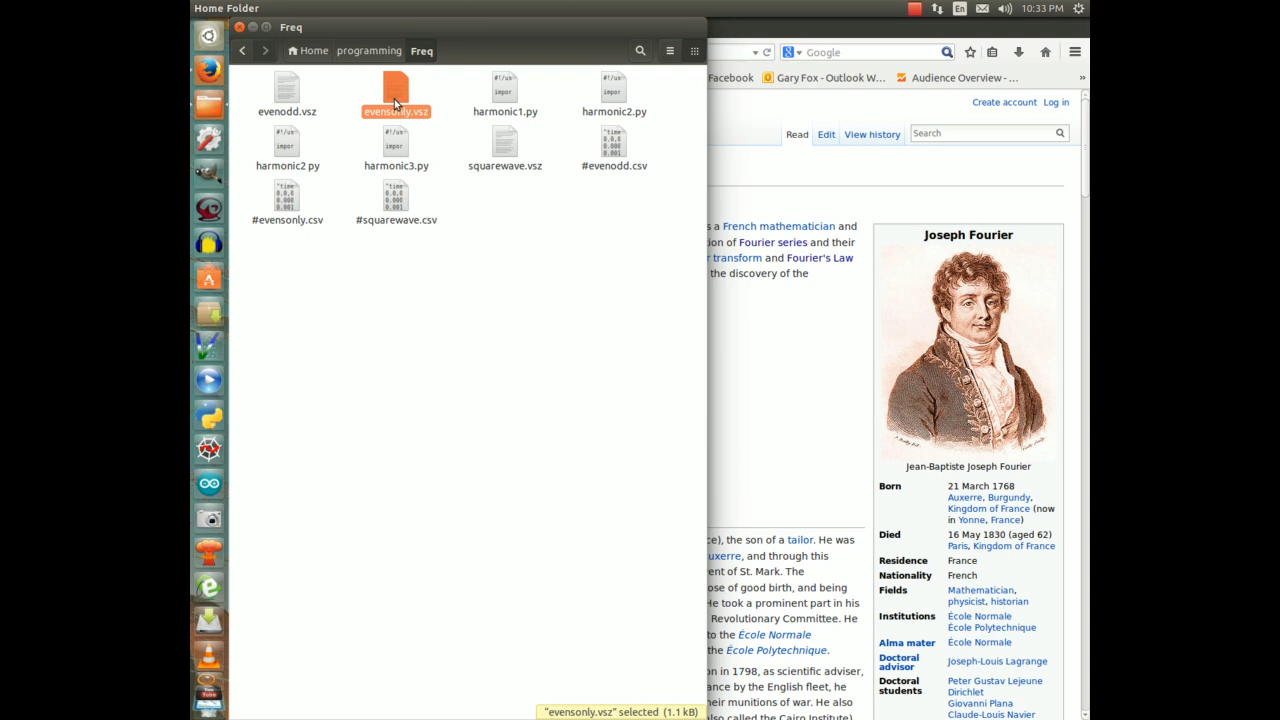 Home Folder
En
10:33 PM
Freq
Home
programming
Freq
evenodd.vsz
evensonly.vsz
harmonic1.py
harmonic2.py
harmonic2 py
harmonic3.py
squarewave.vsz
#evenodd.csv
#evensonly.csv
#squarewave.csv
"evensonly.vsz" selected (1.1 kB)
Google
Facebook
Gary Fox - Outlook W...
Audience Overview - ...
Create account Log in
Read Edit View history Search
s a French mathematician and
ion of Fourier series and their
r transform and Fourier's Law
the discovery of the
ce), the son of a tailor. He was
uxerre, and through this
ent of St. Mark. The
ose of good birth, and being
He took a prominent part in his
Revolutionary Committee. He
to the École Normale
the École Polytechnique.
on in 1798, as scientific adviser,
ance by the English fleet, he
heir munitions of war. He also
lso called the Cairo Institute)
Joseph Fourier
Jean-Baptiste Joseph Fourier
Born 21 March 1768
Auxerre, Burgundy,
Kingdom of France (now
in Yonne, France)
Died 16 May 1830 (aged 62)
Paris, Kingdom of France
Residence France
Nationality French
Fields Mathematician,
physicist, historian
Institutions École Normale
École Polytechnique
Alma mater École Normale
Doctoral advisor Joseph-Louis Lagrange
Doctoral students Peter Gustav Lejeune
Dirichlet
Giovanni Plana
Claude-Louis Navier